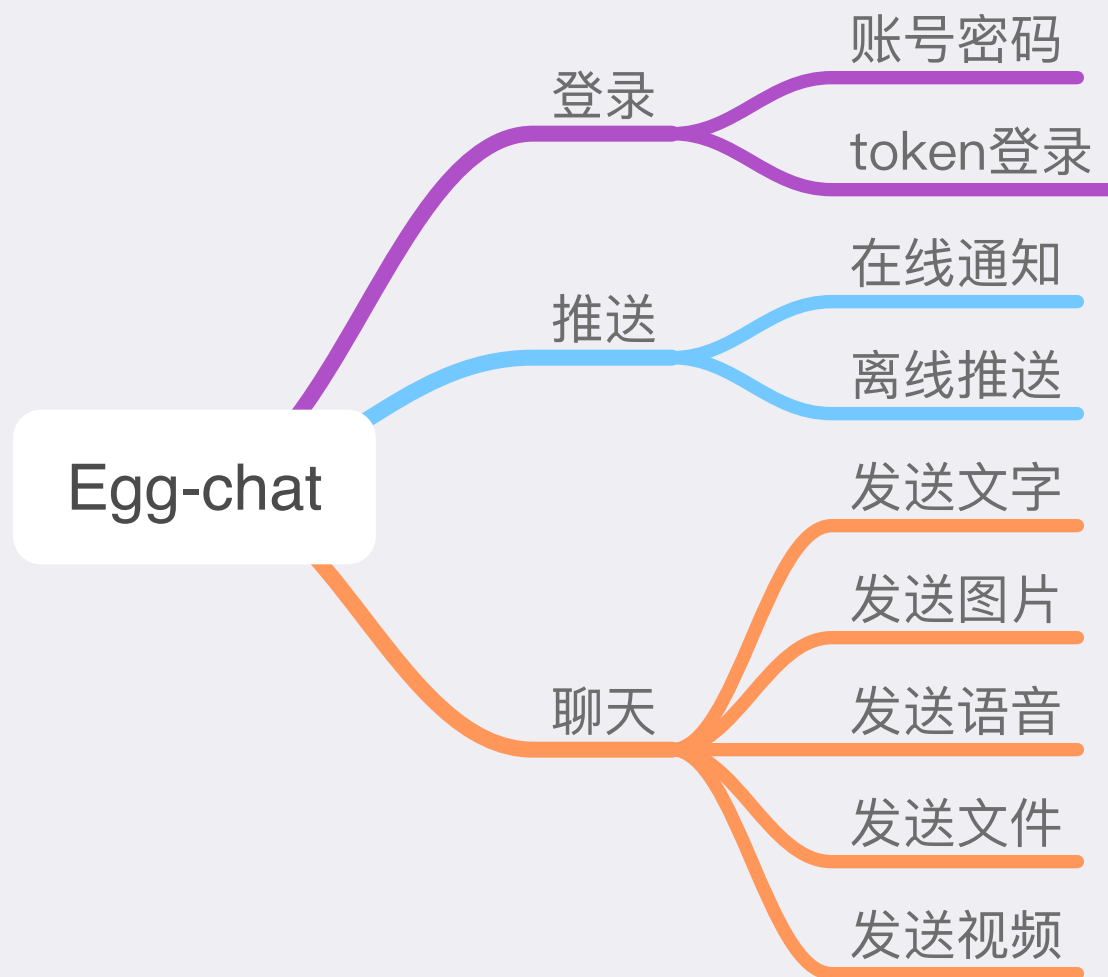 Egg-chat
登录
账号密码
token登录
推送
在线通知
离线推送
聊天
发送文字
发送图片
发送语音
发送文件
发送视频